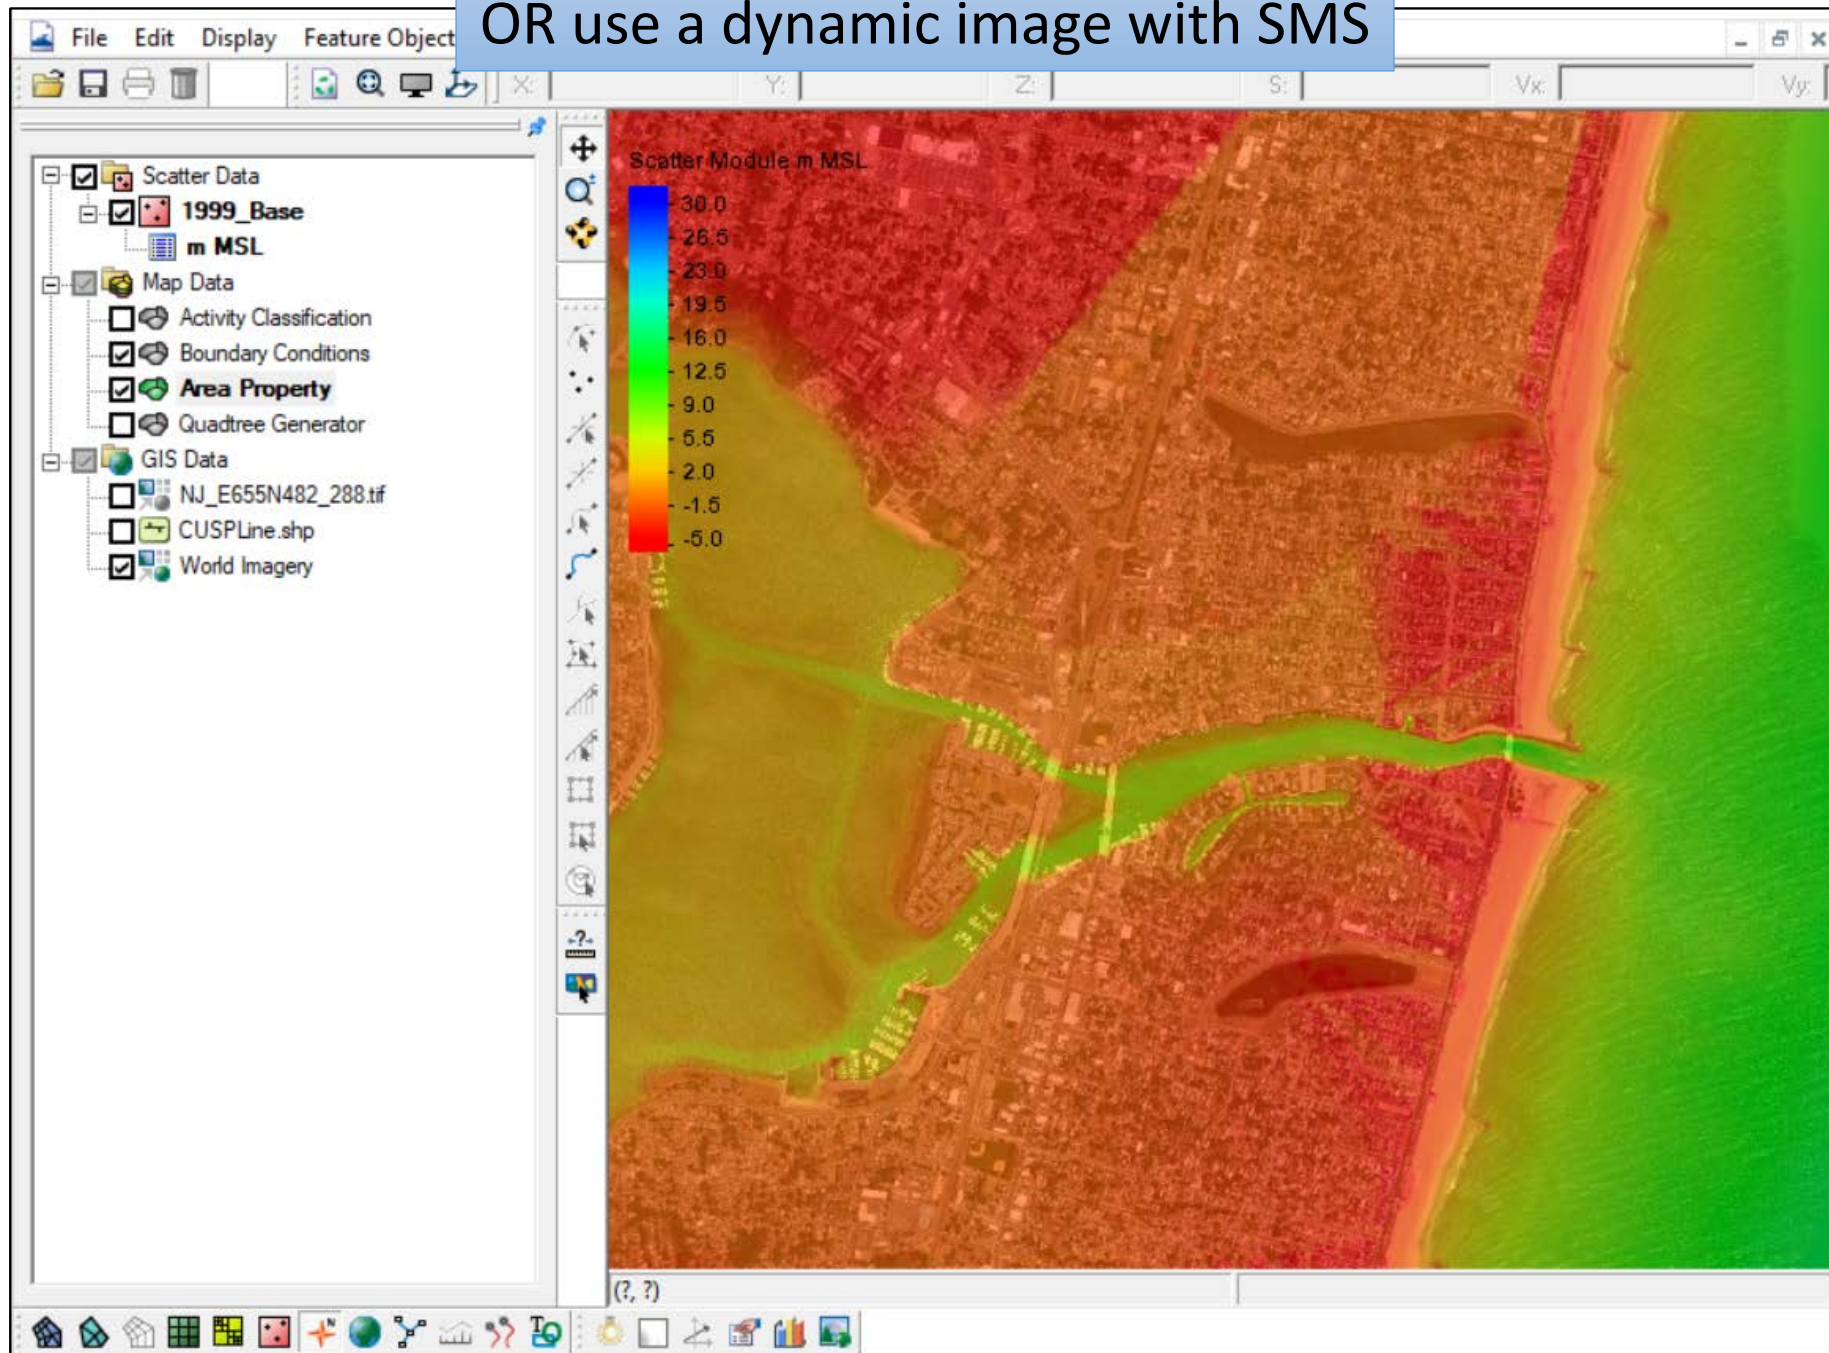 OR use a dynamic image with SMS
File Edit Display Feature Object
X: Y: Z: S: Vx: Vy:
Scatter Data
1999_Base
m MSL
Map Data
Activity Classification
Boundary Conditions
Area Property
Quadtree Generator
GIS Data
NJ_E655N482_288.tif
CUSPLine.shp
World Imagery
Scatter Module m MSL
30.0
26.5
23.0
19.5
16.0
12.5
9.0
5.5
2.0
-1.5
-5.0
(?, ?)